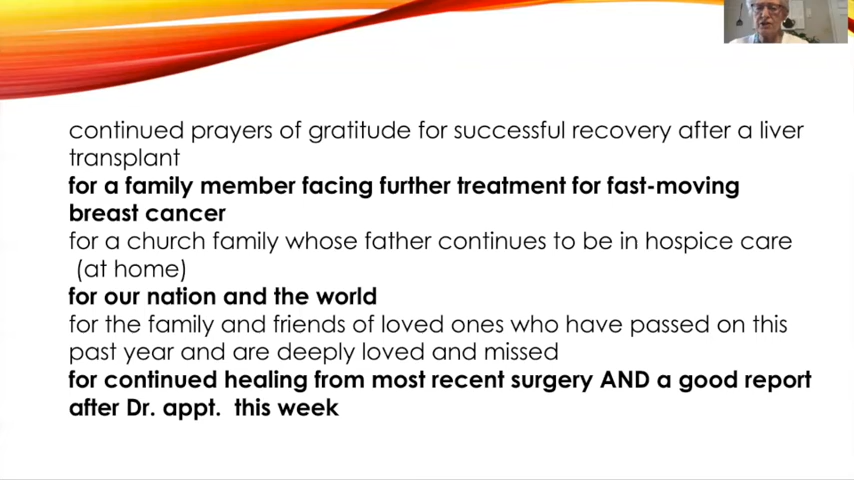 continued prayers of gratitude for successful recovery after a liver
transplant
for a family member facing further treatment for fast-moving
breast cancer
for a church family whose father continues to be in hospice care
(at home)
for our nation and the world
for the family and friends of loved ones who have passed on this
past year and are deeply loved and missed
for continued healing from most recent surgery AND a good report
after Dr. appt.  this week